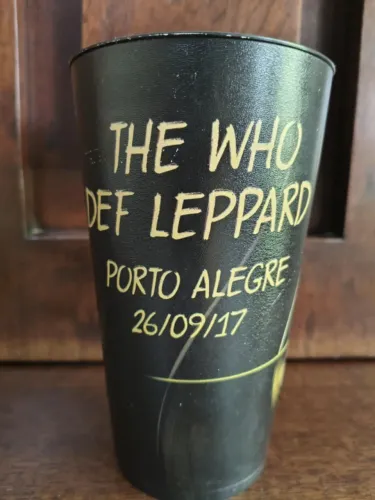 THE WHO
DEF LEPPARD
PORTO ALEGRE
26/09/17